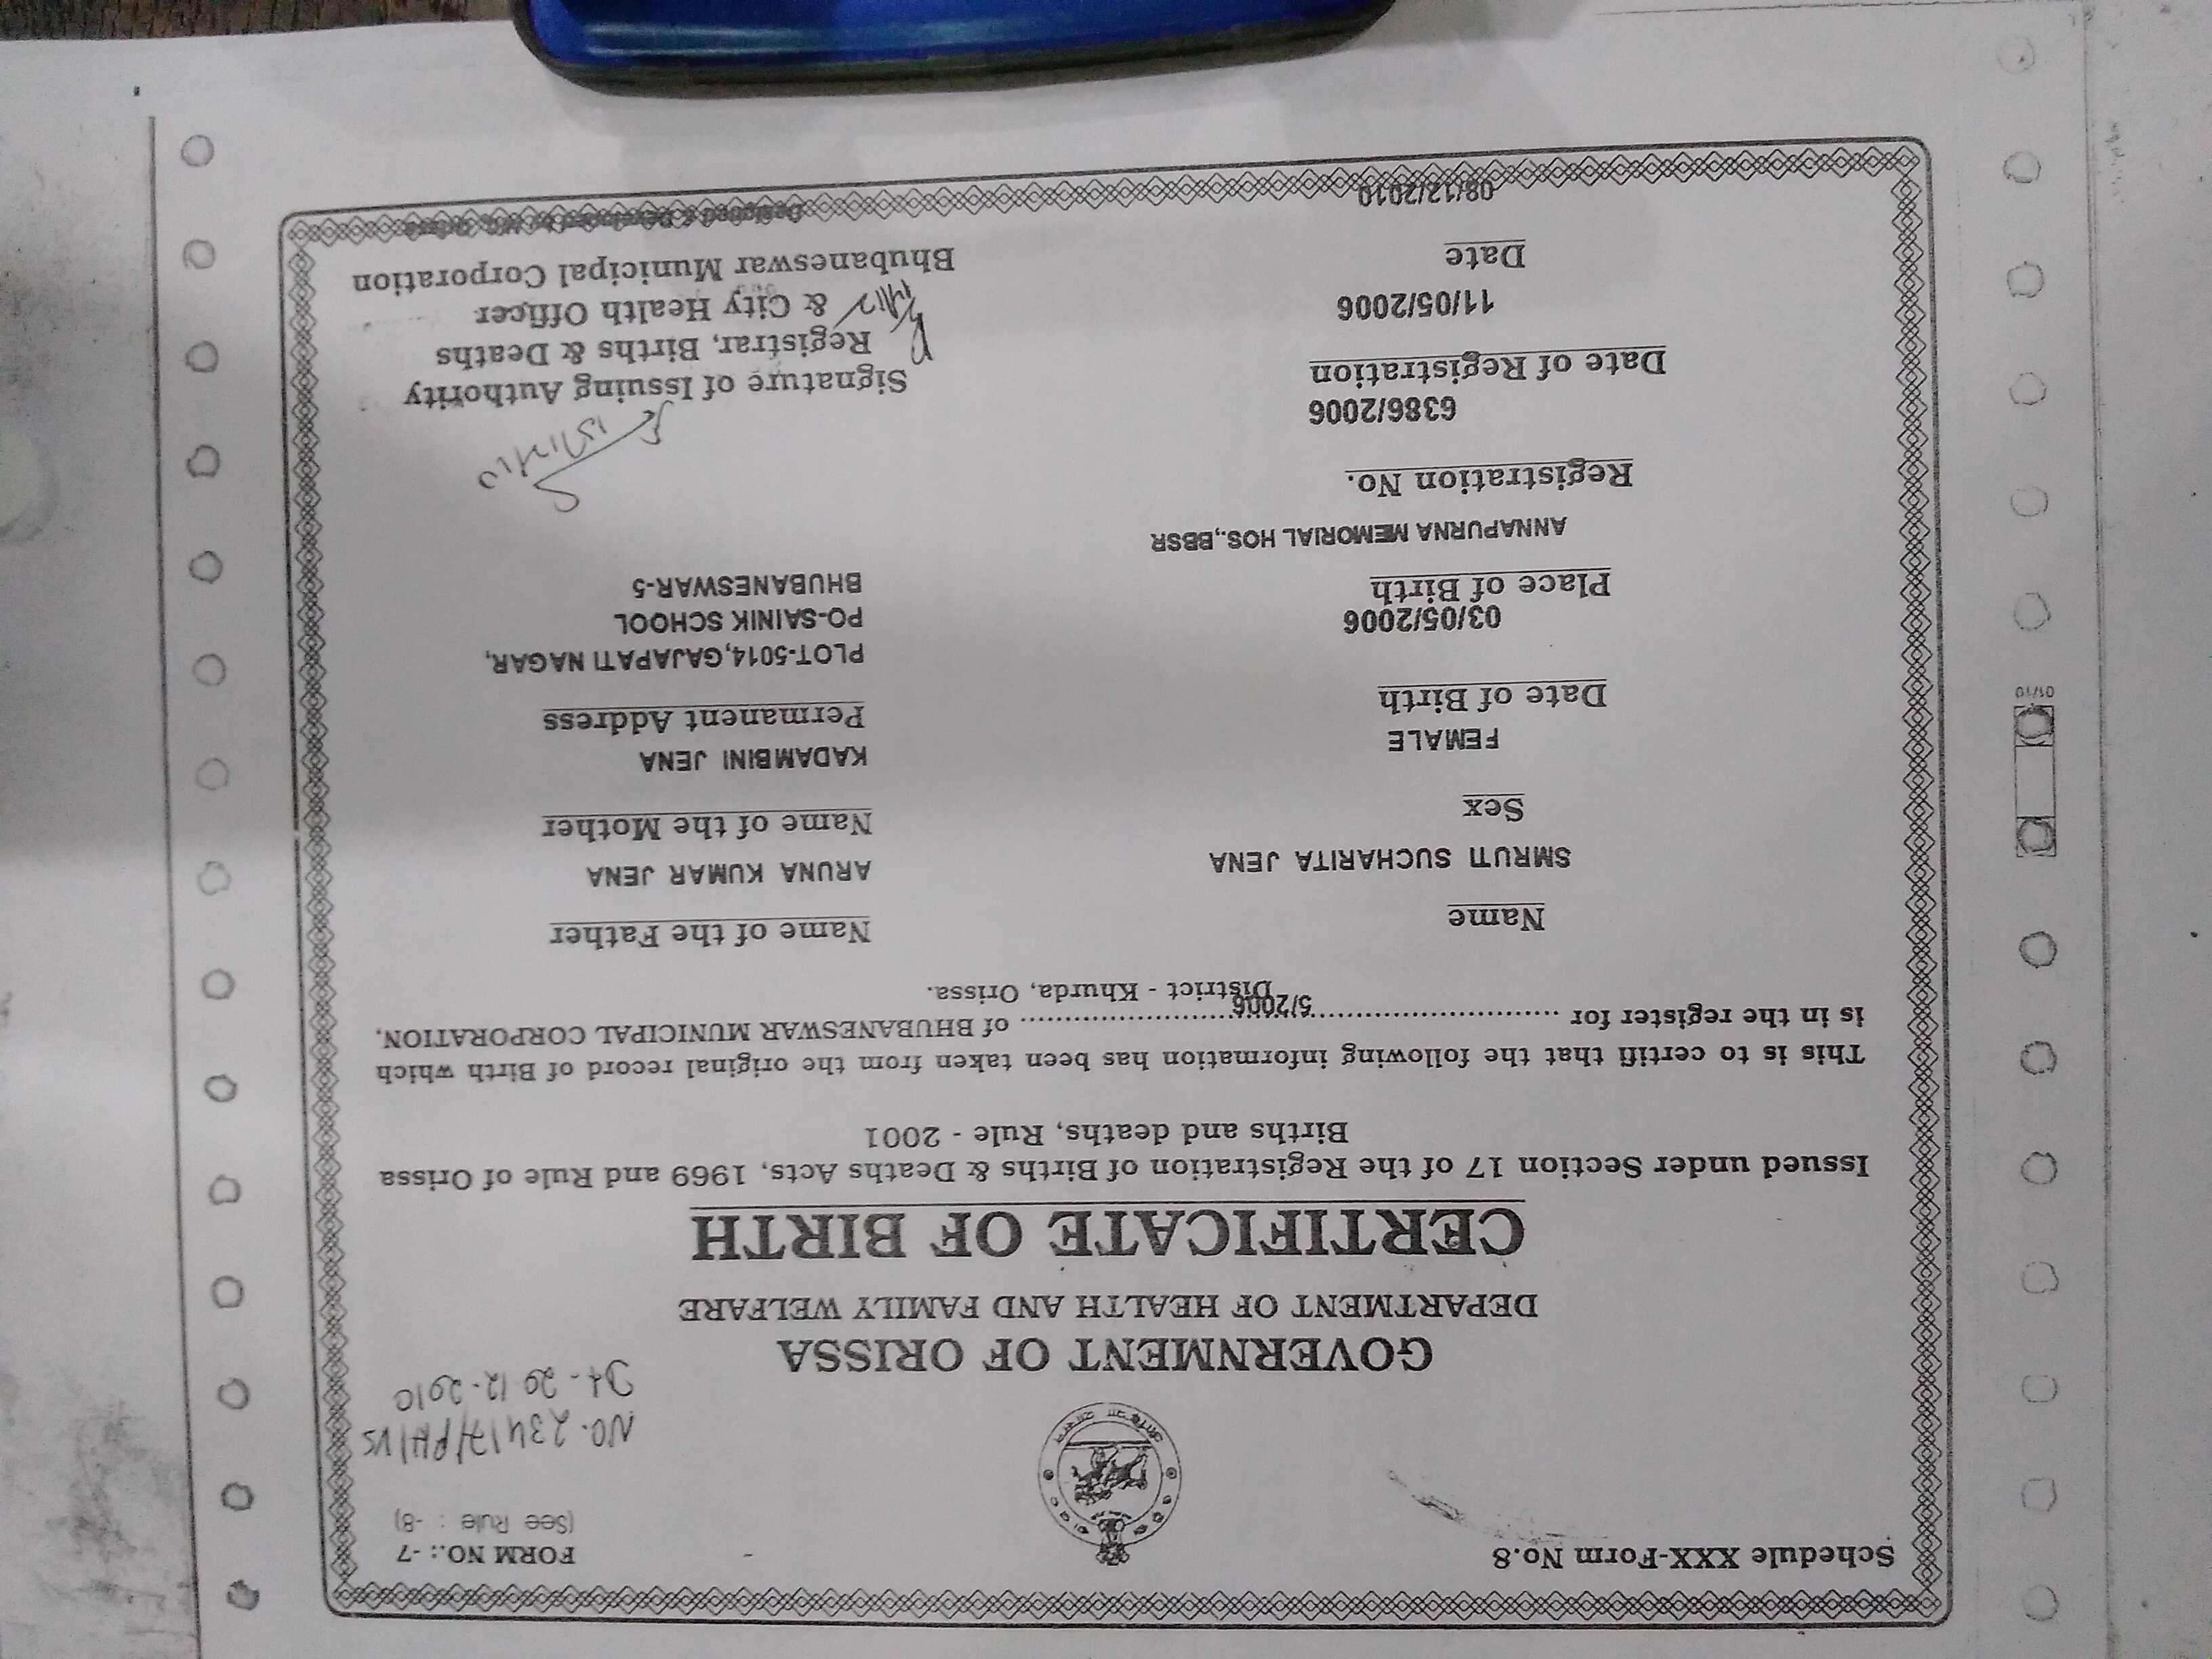 Schedule XXX-Form No.8
FORM NO.: -7
(See Rule : -8)
NO. 23417/PH/VS
Dt - 20 12-2010
GOVERNMENT OF ORISSA
DEPARTMENT OF HEALTH AND FAMILY WELFARE
CERTIFICATE OF BIRTH
Issued under Section 17 of the Registration of Births & Deaths Acts, 1969 and Rule of Orissa
Births and deaths, Rule - 2001
This is to certifi that the following information has been taken from the original record of Birth which
is in the register for 5/2006 of BHUBANESWAR MUNICIPAL CORPORATION,
District - Khurda, Orissa.
Name
SMRUTI SUCHARITA JENA
Sex
FEMALE
Date of Birth
03/05/2006
Place of Birth
ANNAPURNA MEMORIAL HOS.,BBSR
Registration No.
6386/2006
Date of Registration
11/05/2006
Date
08/12/2010
Name of the Father
ARUNA KUMAR JENA
Name of the Mother
KADAMBINI JENA
Permanent Address
PLOT-5014,GAJAPATI NAGAR,
PO-SAINIK SCHOOL
BHUBANESWAR-5
Signature of Issuing Authority
Registrar, Births & Deaths
& City Health Officer
Bhubaneswar Municipal Corporation
Designed & Developed by
01/10